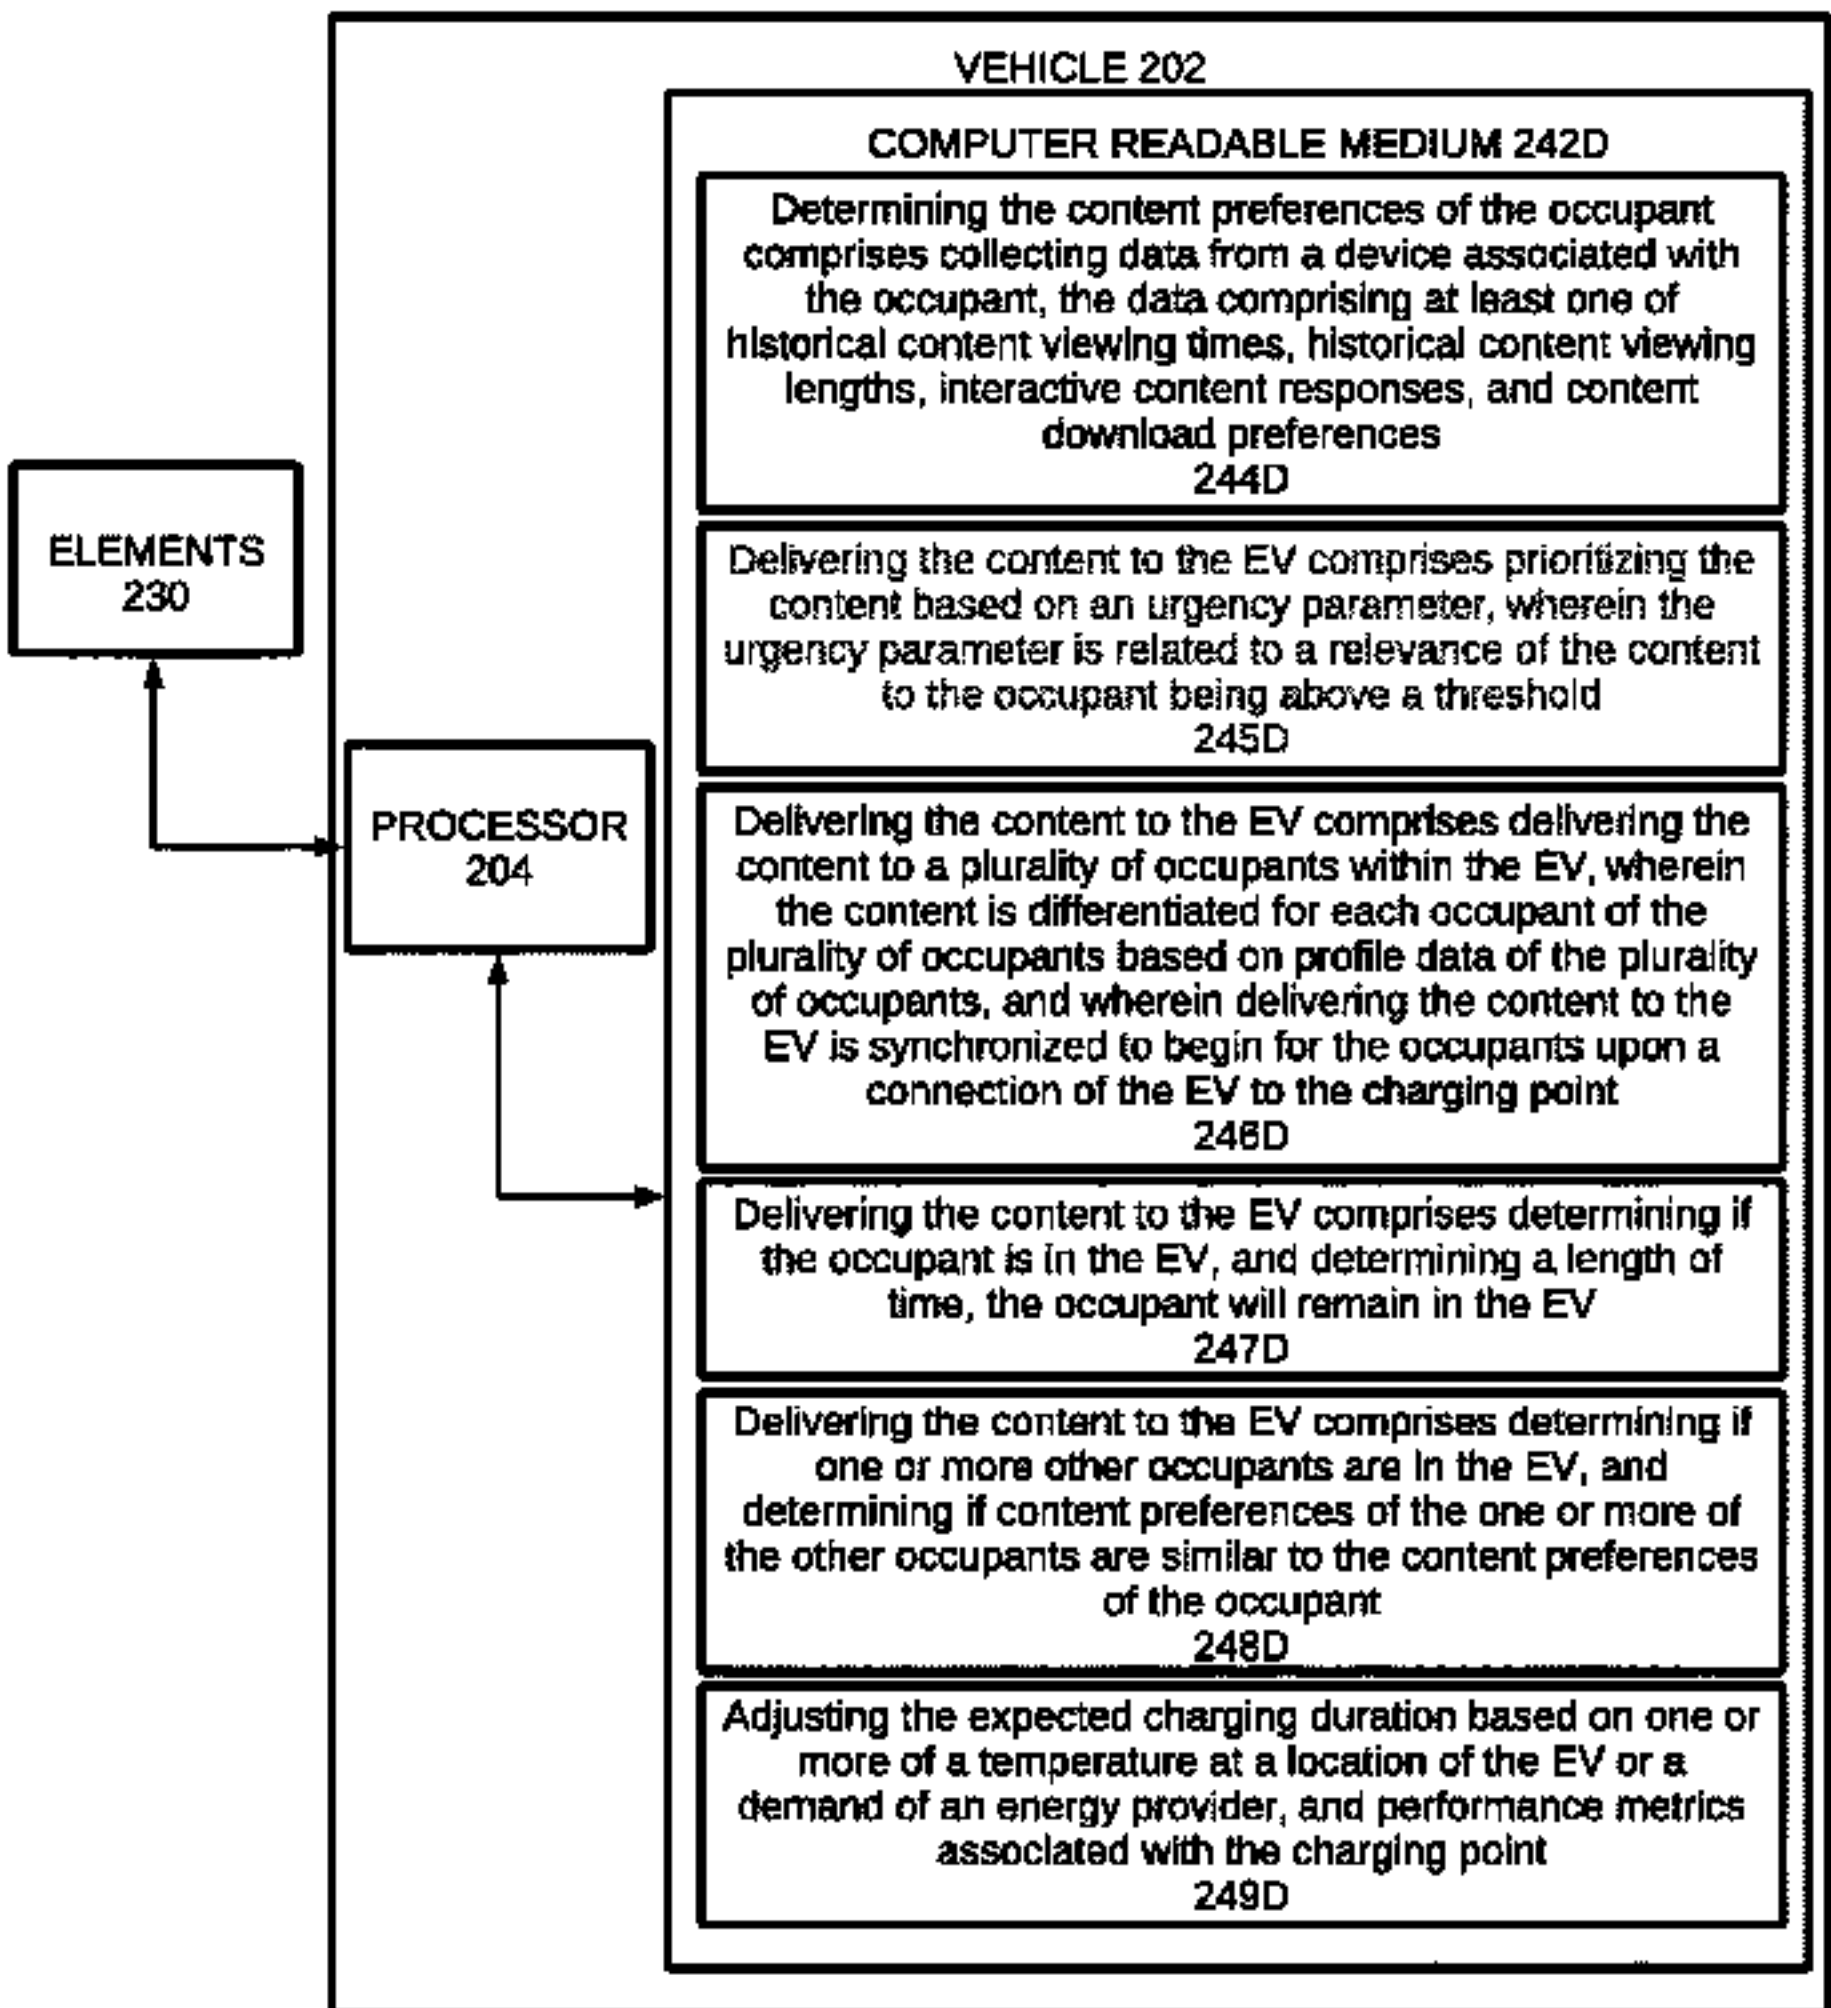 VEHICLE 202
COMPUTER READABLE MEDIUM 242D
Determining the content preferences of the occupant
comprises collecting data from a device associated with
the occupant, the data comprising at least one of
historical content viewing times, historical content viewing
lengths, interactive content responses, and content
download preferences
244D
ELEMENTS
230
Delivering the content to the EV comprises prioritizing the
content based on an urgency parameter, wherein the
urgency parameter is related to a relevance of the content
to the occupant being above a threshold
245D
PROCESSOR
204
Delivering the content to the EV comprises delivering the
content to a plurality of occupants within the EV, wherein
the content is differentiated for each occupant of the
plurality of occupants based on profile data of the plurality
of occupants, and wherein delivering the content to the
EV is synchronized to begin for the occupants upon a
connection of the EV to the charging point
246D
Delivering the content to the EV comprises determining if
the occupant is in the EV, and determining a length of
time, the occupant will remain in the EV
247D
Delivering the content to the EV comprises determining if
one or more other occupants are in the EV, and
determining if content preferences of the one or more of
the other occupants are similar to the content preferences
of the occupant
248D
Adjusting the expected charging duration based on one or
more of a temperature at a location of the EV or a
demand of an energy provider, and performance metrics
associated with the charging point
249D